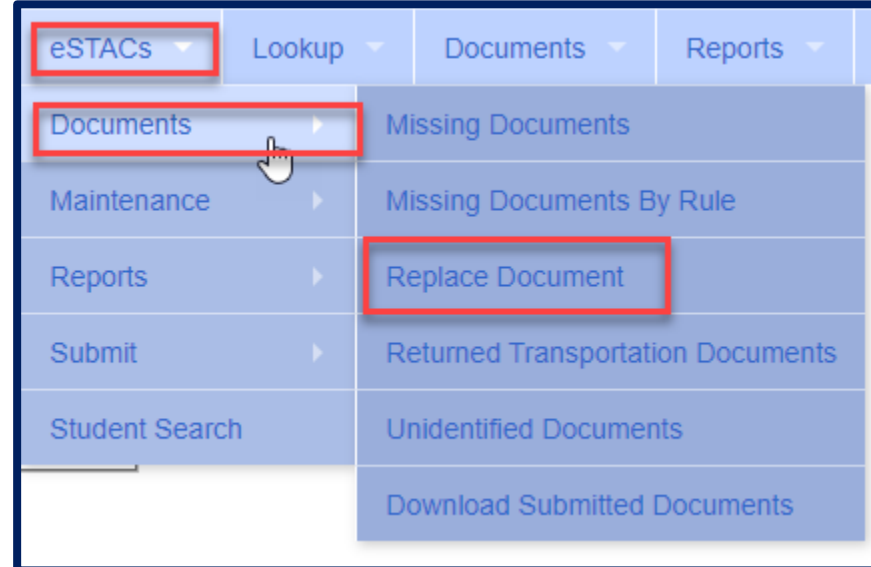 eSTACs Lookup Documents Reports
Documents Missing Documents
Maintenance Missing Documents By Rule
Reports Replace Document
Submit Returned Transportation Documents
Student Search Unidentified Documents
Download Submitted Documents